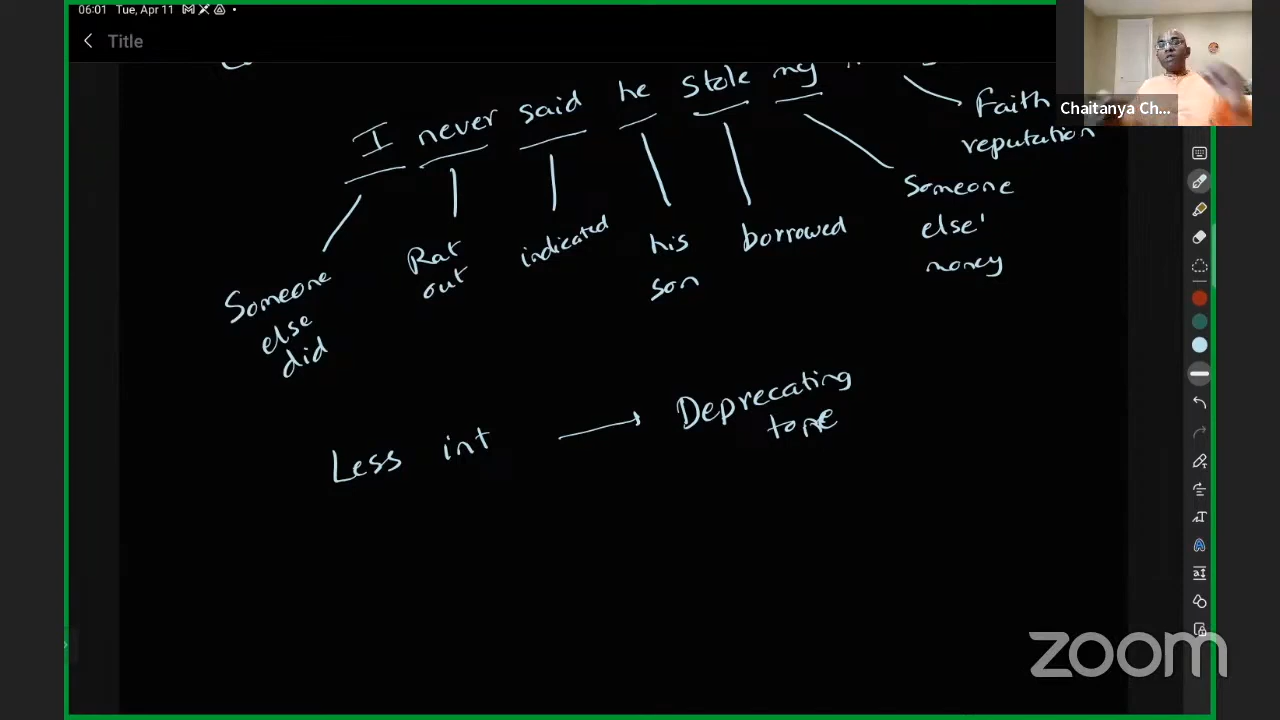 06:01 Tue, Apr 11
Title
Chaitanya Ch...
I never said he stole my
Faith
reputation
Someone
else
did
Rat
out
indicated
his
son
borrowed
Someone
else'
money
Less int → Deprecating
tone
zoom